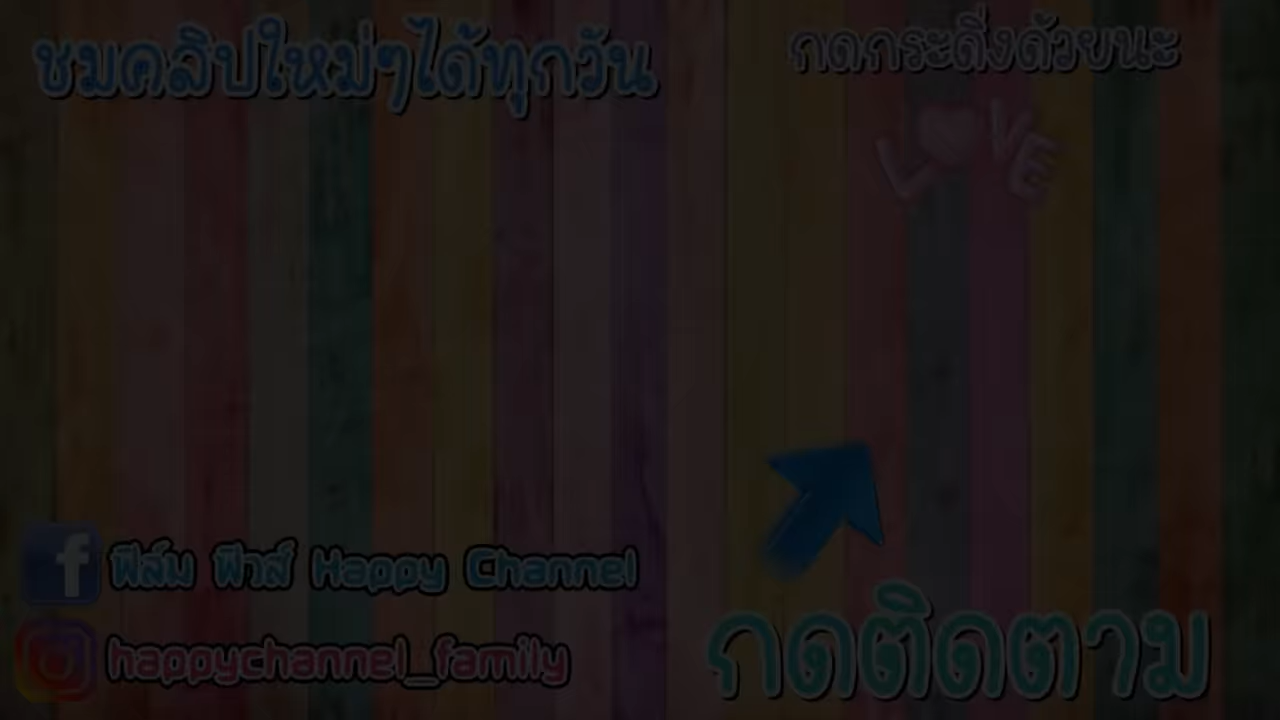 ชมคลิปใหม่ๆได้ทุกวัน
กดกระดิ่งด้วยนะ
LOVE
ฟิล์ม ฟิวส์ Happy Channel
happychannel_family
กดติดตาม